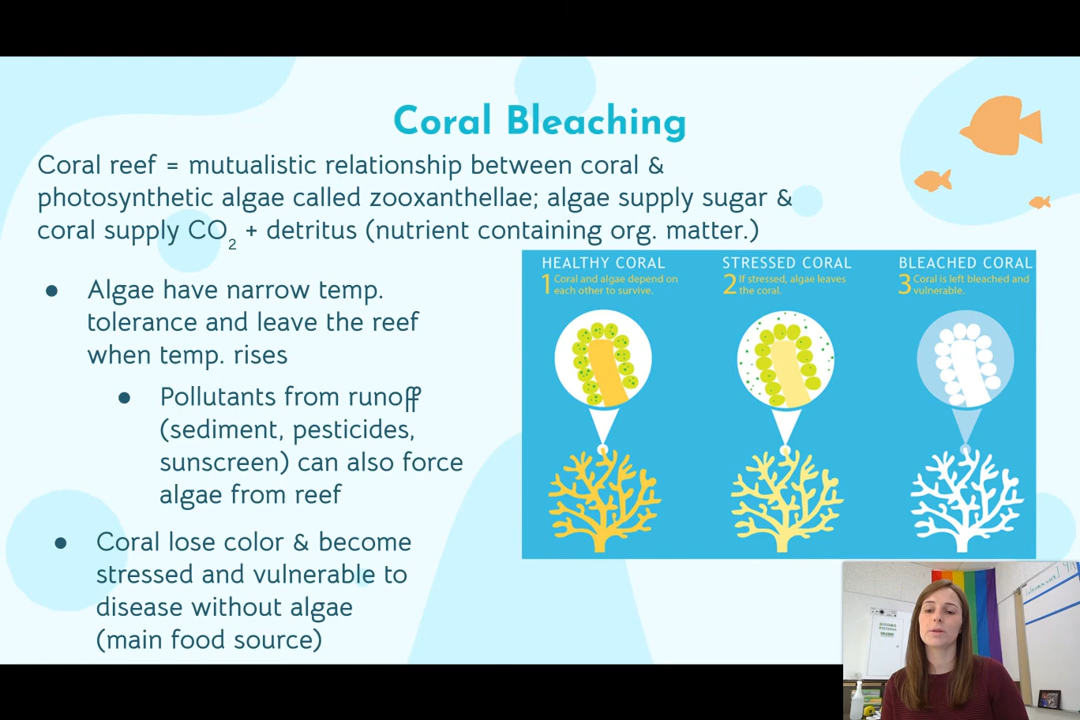 Coral Bleaching
Coral reef = mutualistic relationship between coral &
photosynthetic algae called zooxanthellae; algae supply sugar &
coral supply CO2 + detritus (nutrient containing org. matter.)
● Algae have narrow temp.
tolerance and leave the reef
when temp. rises
● Pollutants from runoff
(sediment, pesticides,
sunscreen) can also force
algae from reef
● Coral lose color & become
stressed and vulnerable to
disease without algae
(main food source)
HEALTHY CORAL
1 Coral and algae depend on
each other to survive.
STRESSED CORAL
2 If stressed, algae leaves
the coral.
BLEACHED CORAL
3 Coral is left bleached and
vulnerable.